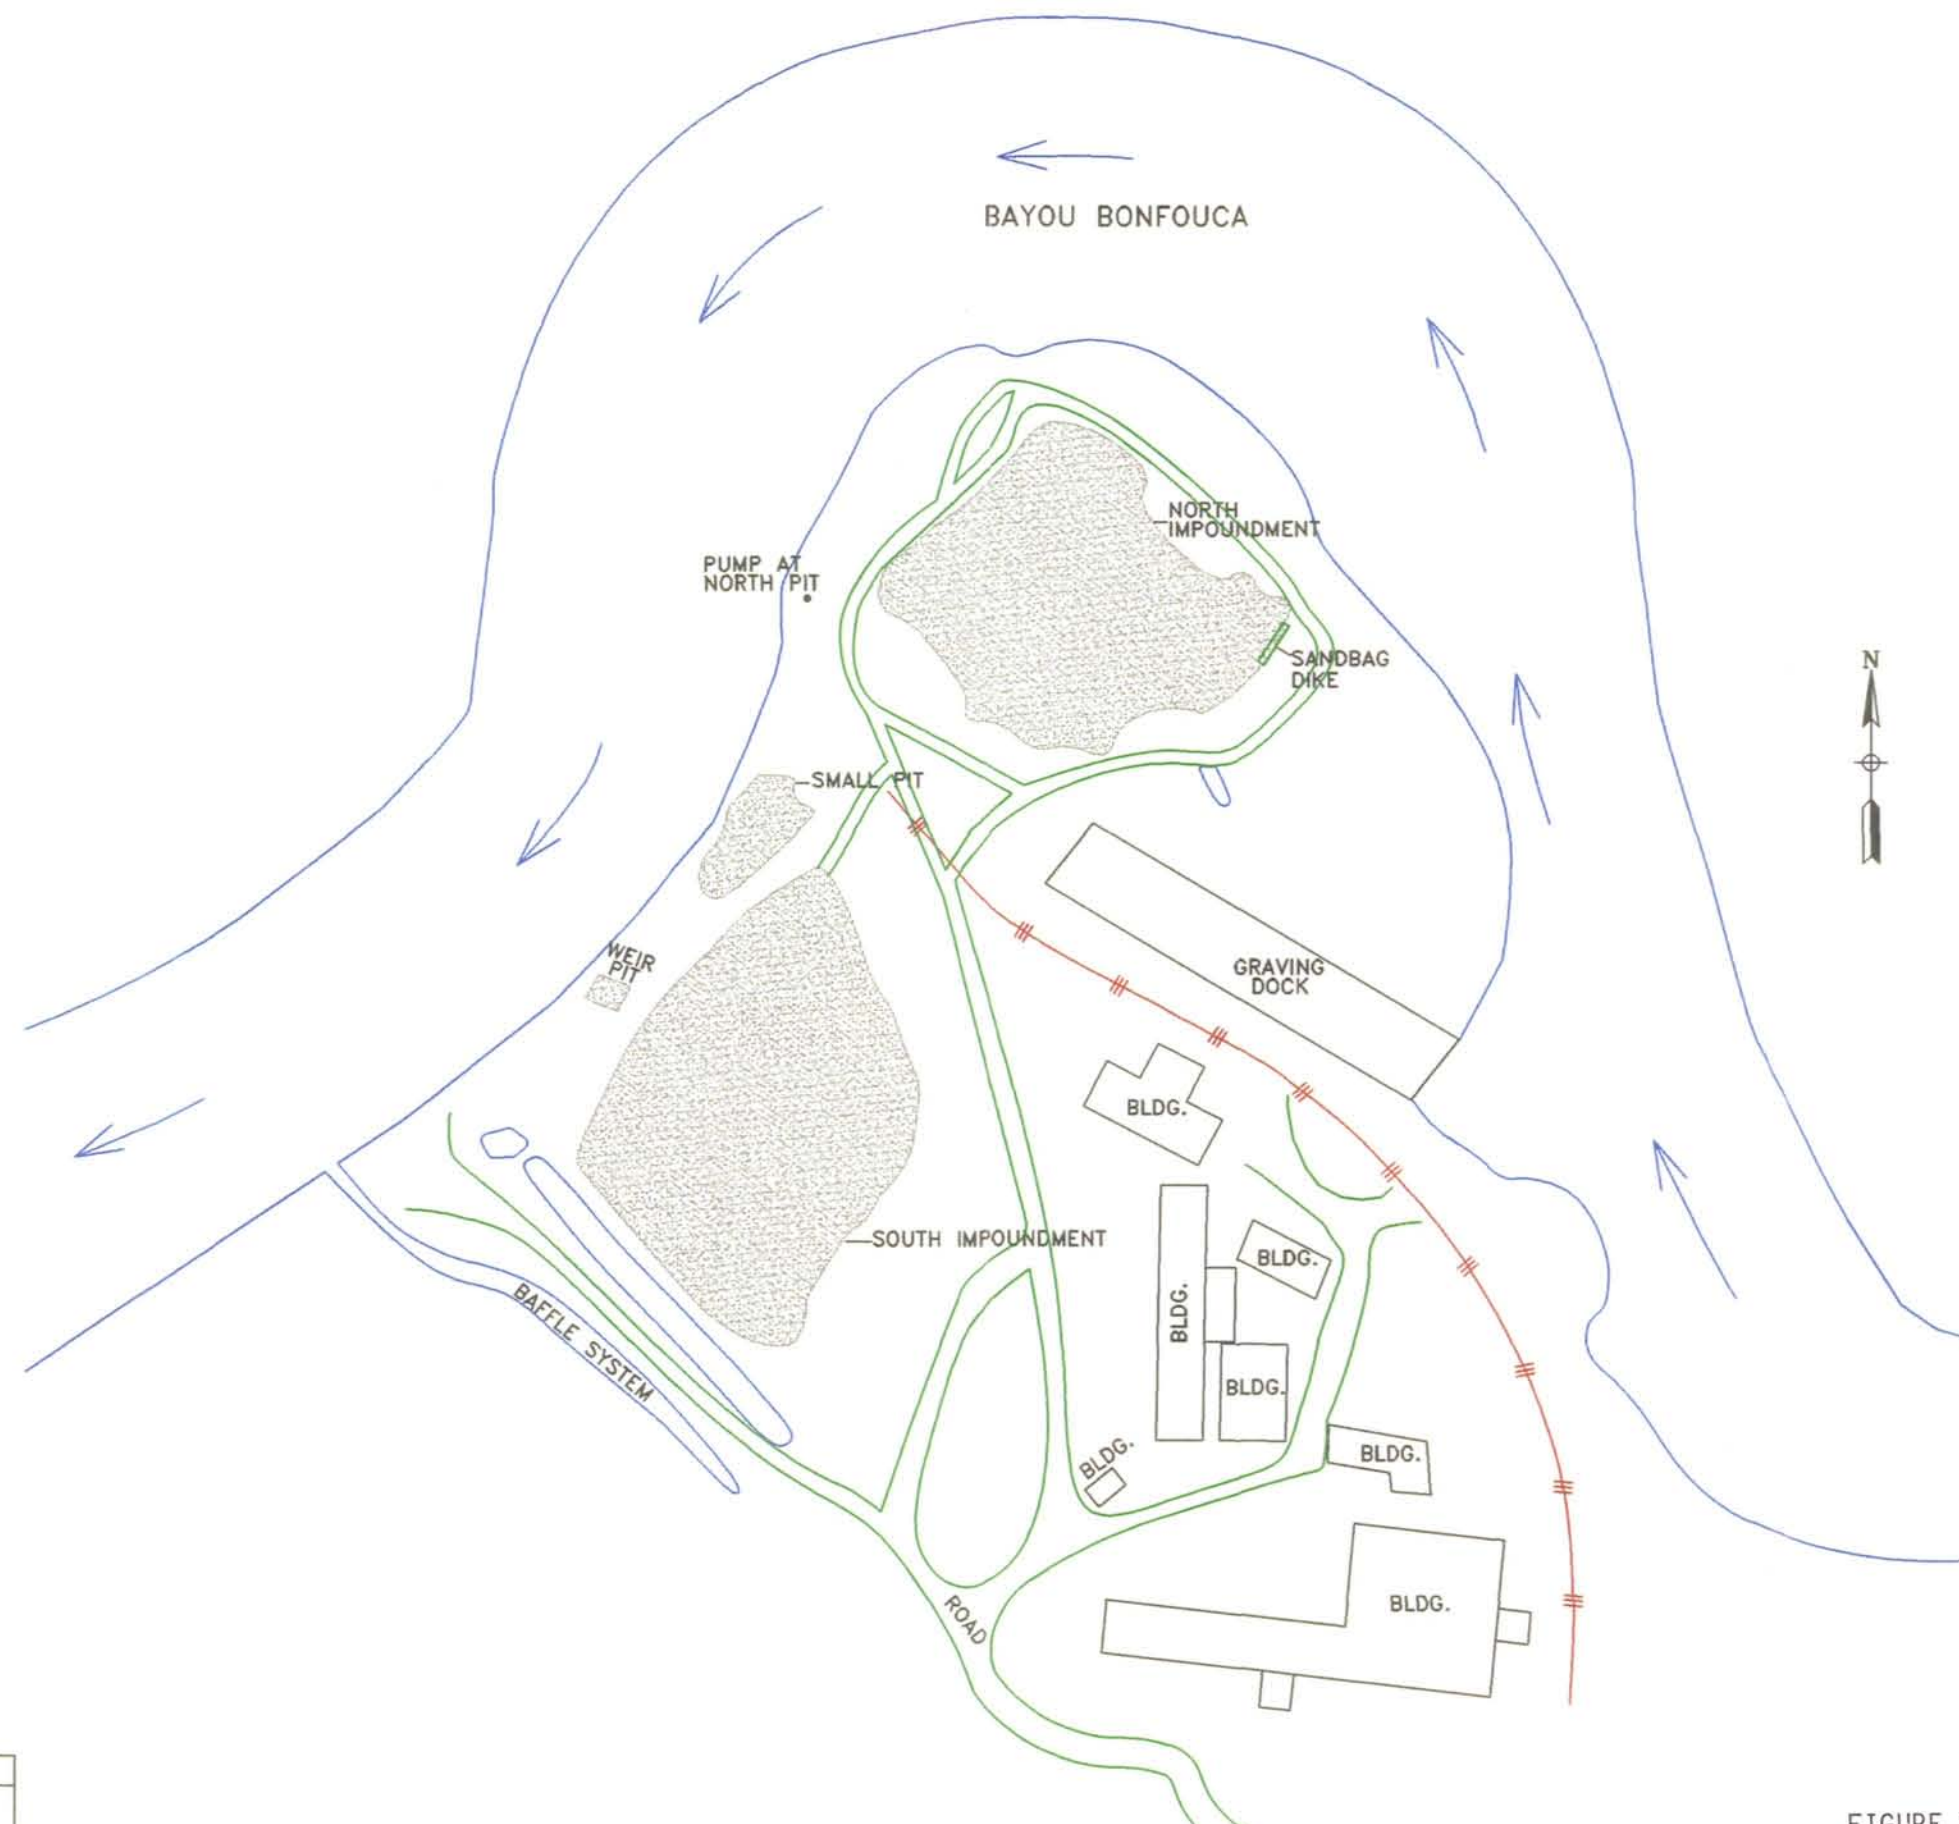 BAYOU BONFOUCA
NORTH
IMPOUNDMENT
PUMP AT
NORTH PIT
SANDBAG
DIKE
N
SMALL PIT
WEIR
PIT
GRAVING
DOCK
BLDG.
SOUTH IMPOUNDMENT
BLDG.
BLDG.
BAFFLE SYSTEM
BLDG.
BLDG.
BLDG.
BLDG.
ROAD
FIGURE